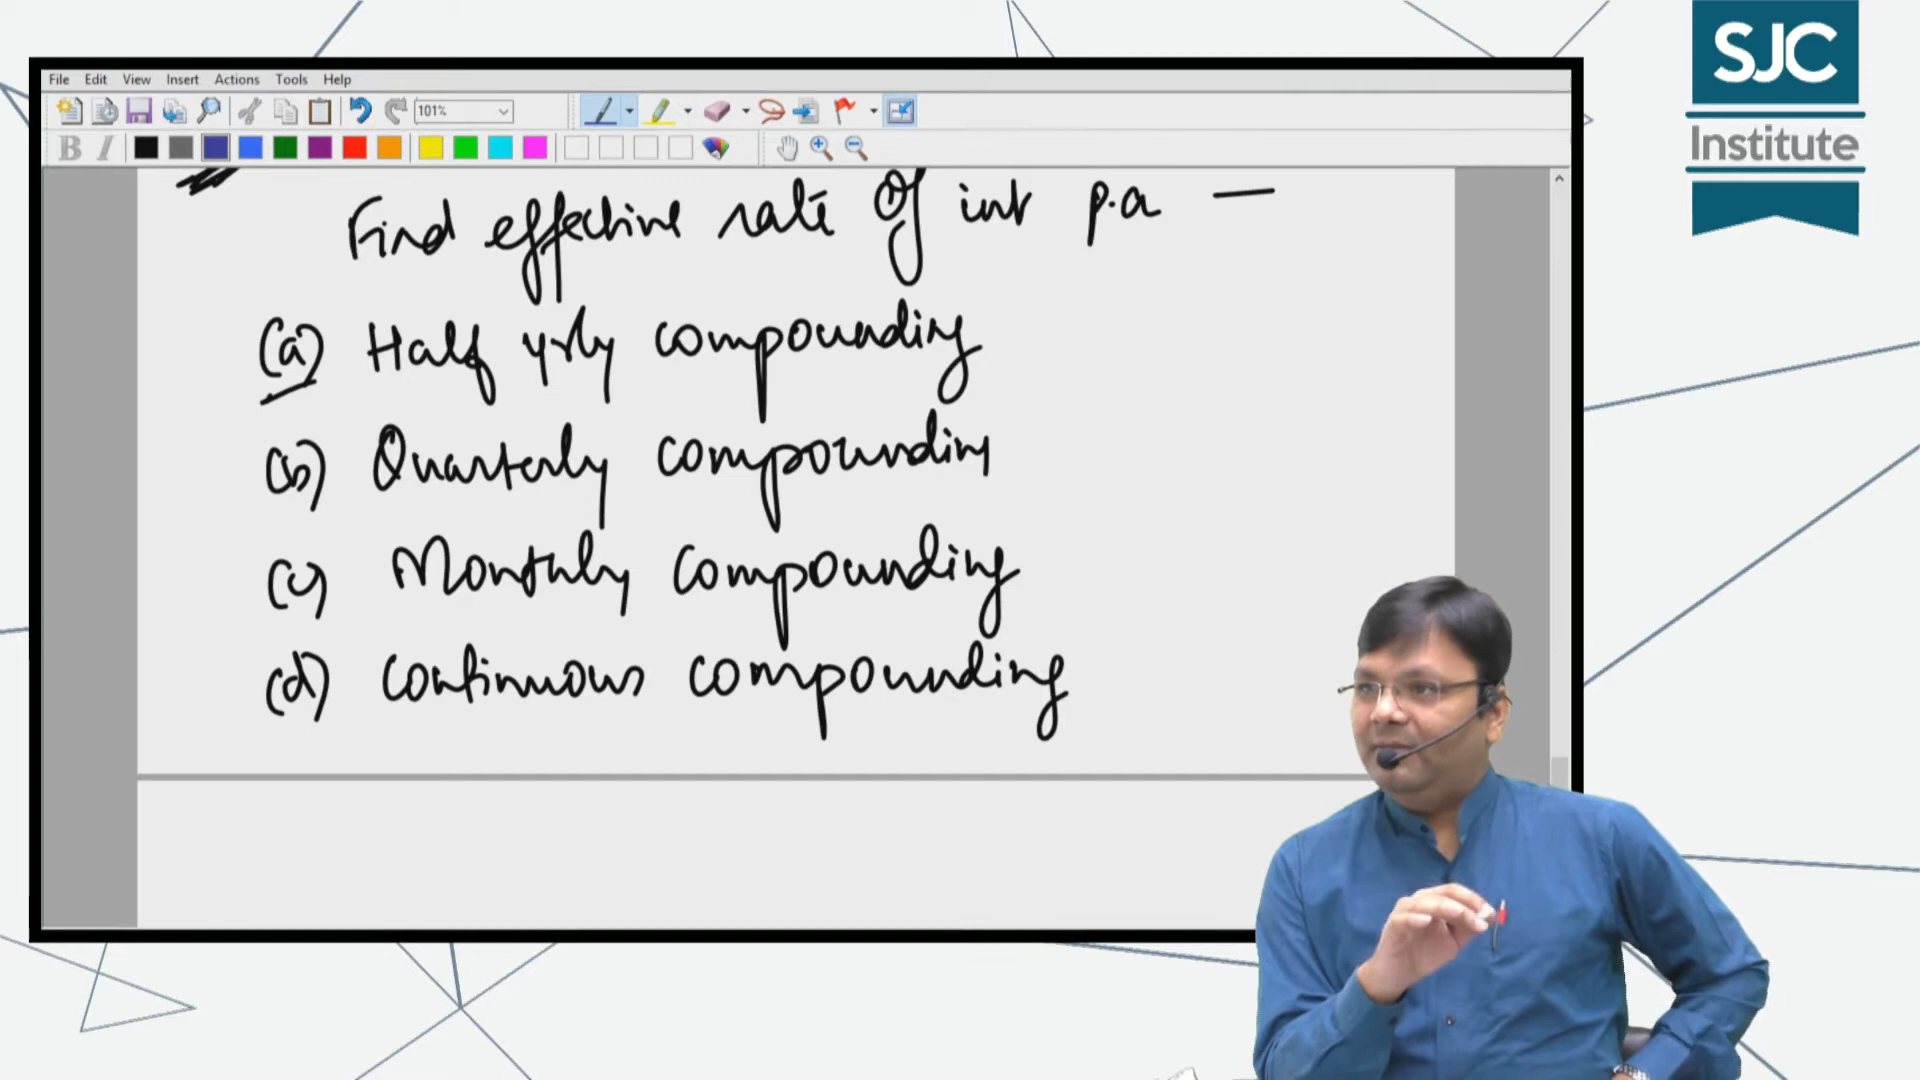 SJC
Institute
File Edit View Insert Actions Tools Help
101%
B I
Find effective rate of int p.a —
(a) Half yrly compounding
(b) Quarterly compounding
(c) Monthly compounding
(d) Continuous compounding